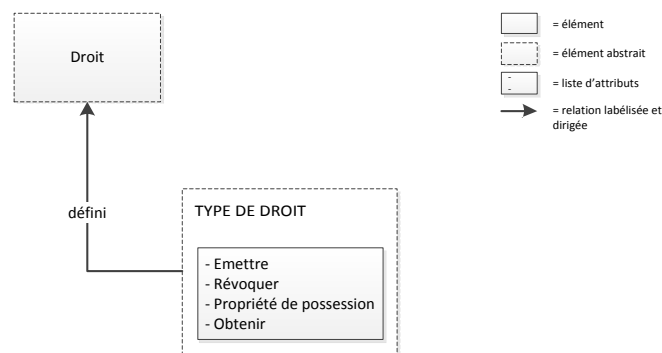 Droit
défini
TYPE DE DROIT
- Emettre
- Révoquer
- Propriété de possession
- Obtenir
= élément
= élément abstrait
-
-
= liste d'attributs
= relation labélisée et
dirigée